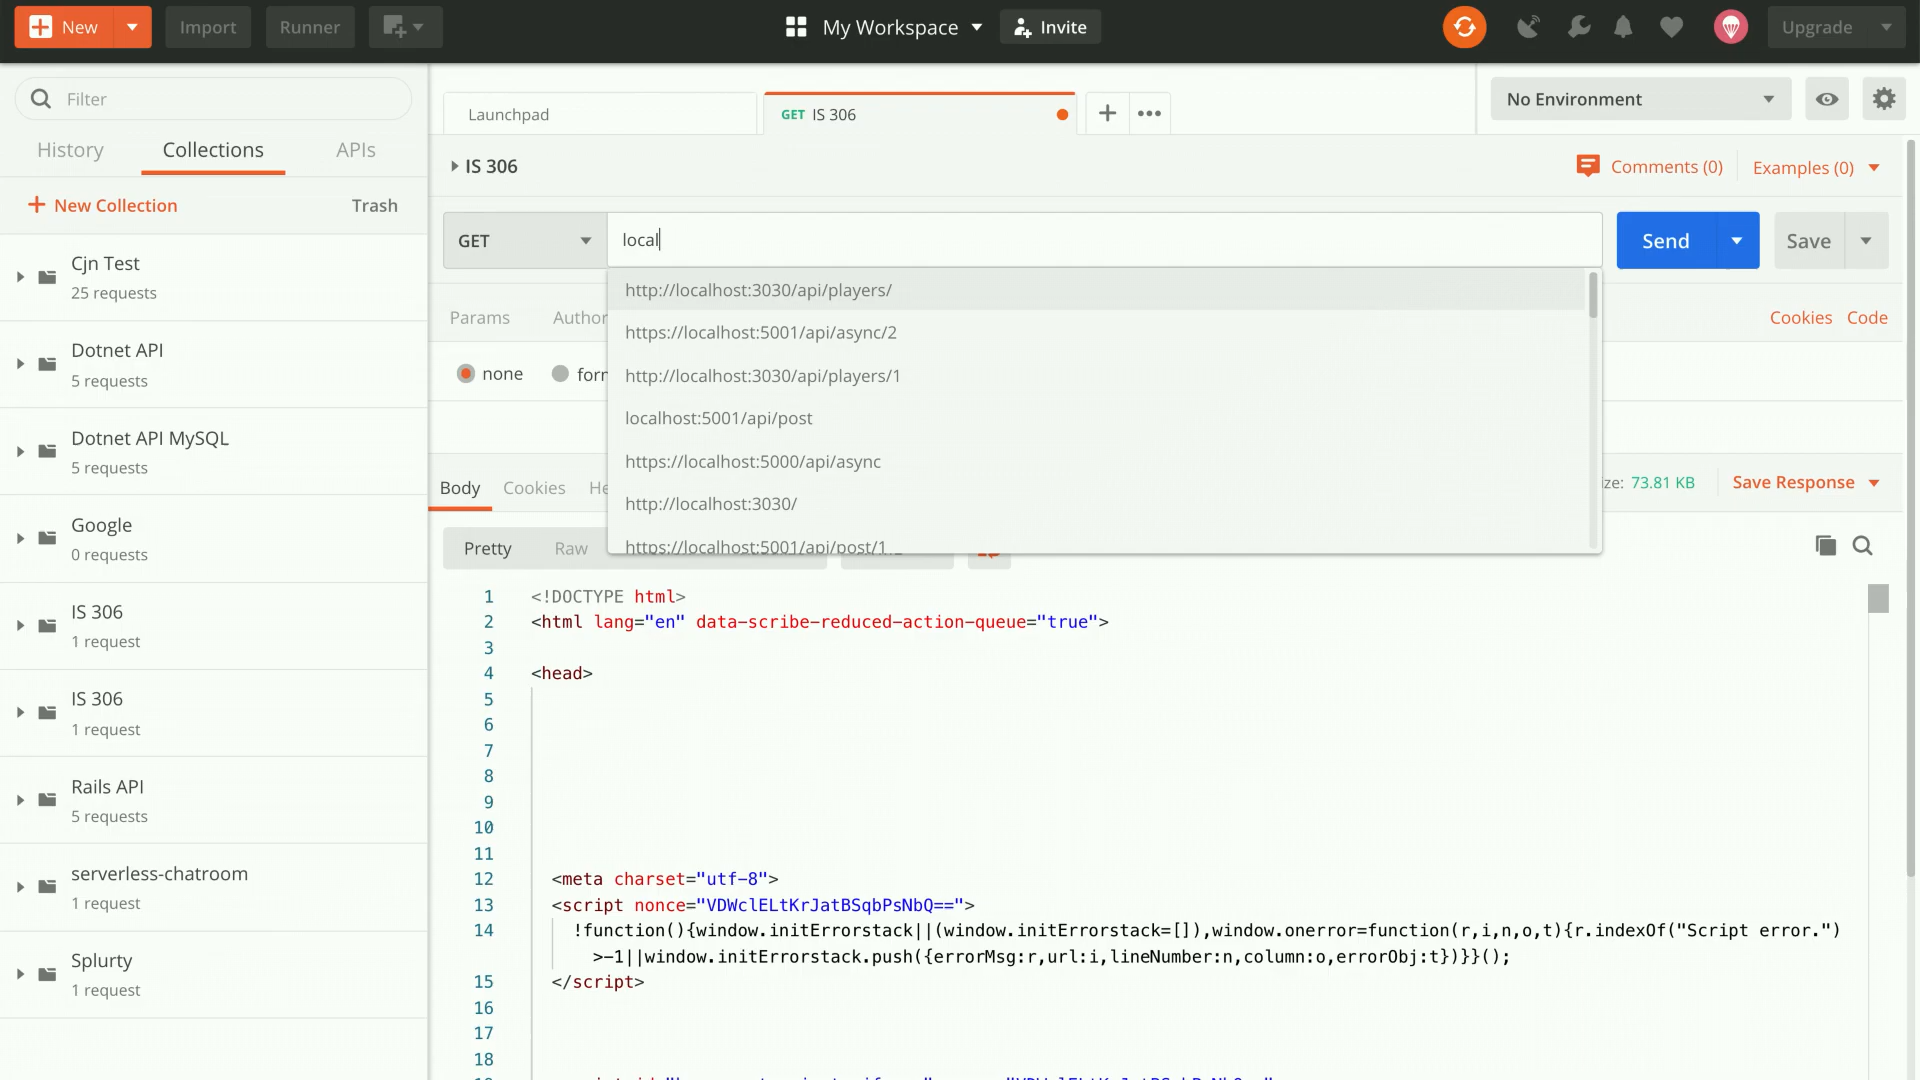 New
Import
Runner
My Workspace
Invite
Upgrade
Filter
History
Collections
APIs
New Collection
Trash
Cjn Test
25 requests
Dotnet API
5 requests
Dotnet API MySQL
5 requests
Google
0 requests
IS 306
1 request
IS 306
1 request
Rails API
5 requests
serverless-chatroom
1 request
Splurty
1 request
Launchpad
GET IS 306
No Environment
IS 306
Comments (0)
Examples (0)
GET
local
Send
Save
http://localhost:3030/api/players/
https://localhost:5001/api/async/2
http://localhost:3030/api/players/1
localhost:5001/api/post
https://localhost:5000/api/async
http://localhost:3030/
Params
Author
Cookies
Code
none
forr
Body
Cookies
He
ze: 73.81 KB
Save Response
Pretty
Raw
1 <!DOCTYPE html>
2 <html lang="en" data-scribe-reduced-action-queue="true">
3
4 <head>
5
6
7
8
9
10
11
12 <meta charset="utf-8">
13 <script nonce="VDWclELtKrJatBSqbPsNbQ==">
14 !function(){window.initErrorstack||(window.initErrorstack=[]),window.onerror=function(r,i,n,o,t){r.indexOf("Script error.")
>-1||window.initErrorstack.push({errorMsg:r,url:i,lineNumber:n,column:o,errorObj:t})}}();
15 </script>
16
17
18